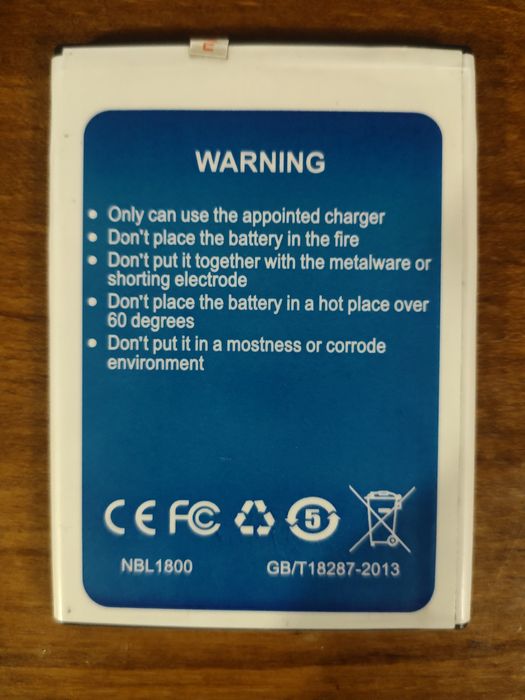 WARNING
• Only can use the appointed charger
• Don't place the battery in the fire
• Don't put it together with the metalware or
shorting electrode
• Don't place the battery in a hot place over
60 degrees
• Don't put it in a mostness or corrode
environment
CE FC 5
NBL1800 GB/T18287-2013